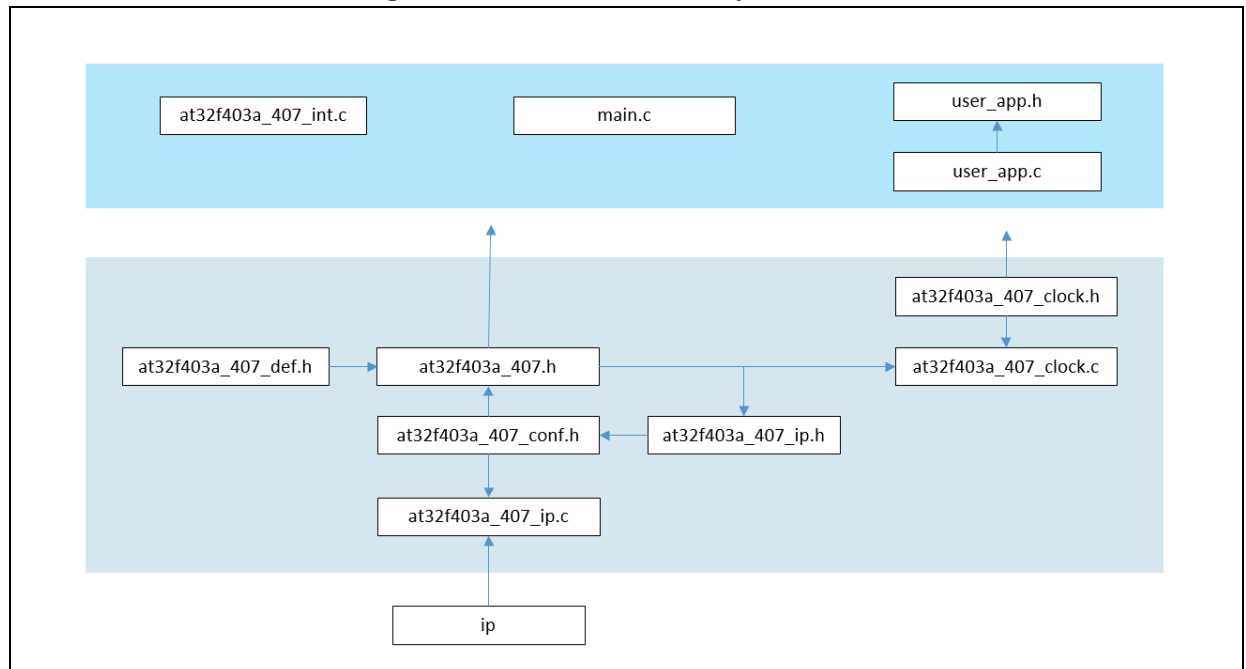 at32f403a_407_int.c
main.c
user_app.h
user_app.c
at32f403a_407_clock.h
at32f403a_407_def.h
at32f403a_407.h
at32f403a_407_clock.c
at32f403a_407_conf.h
at32f403a_407_ip.h
at32f403a_407_ip.c
ip